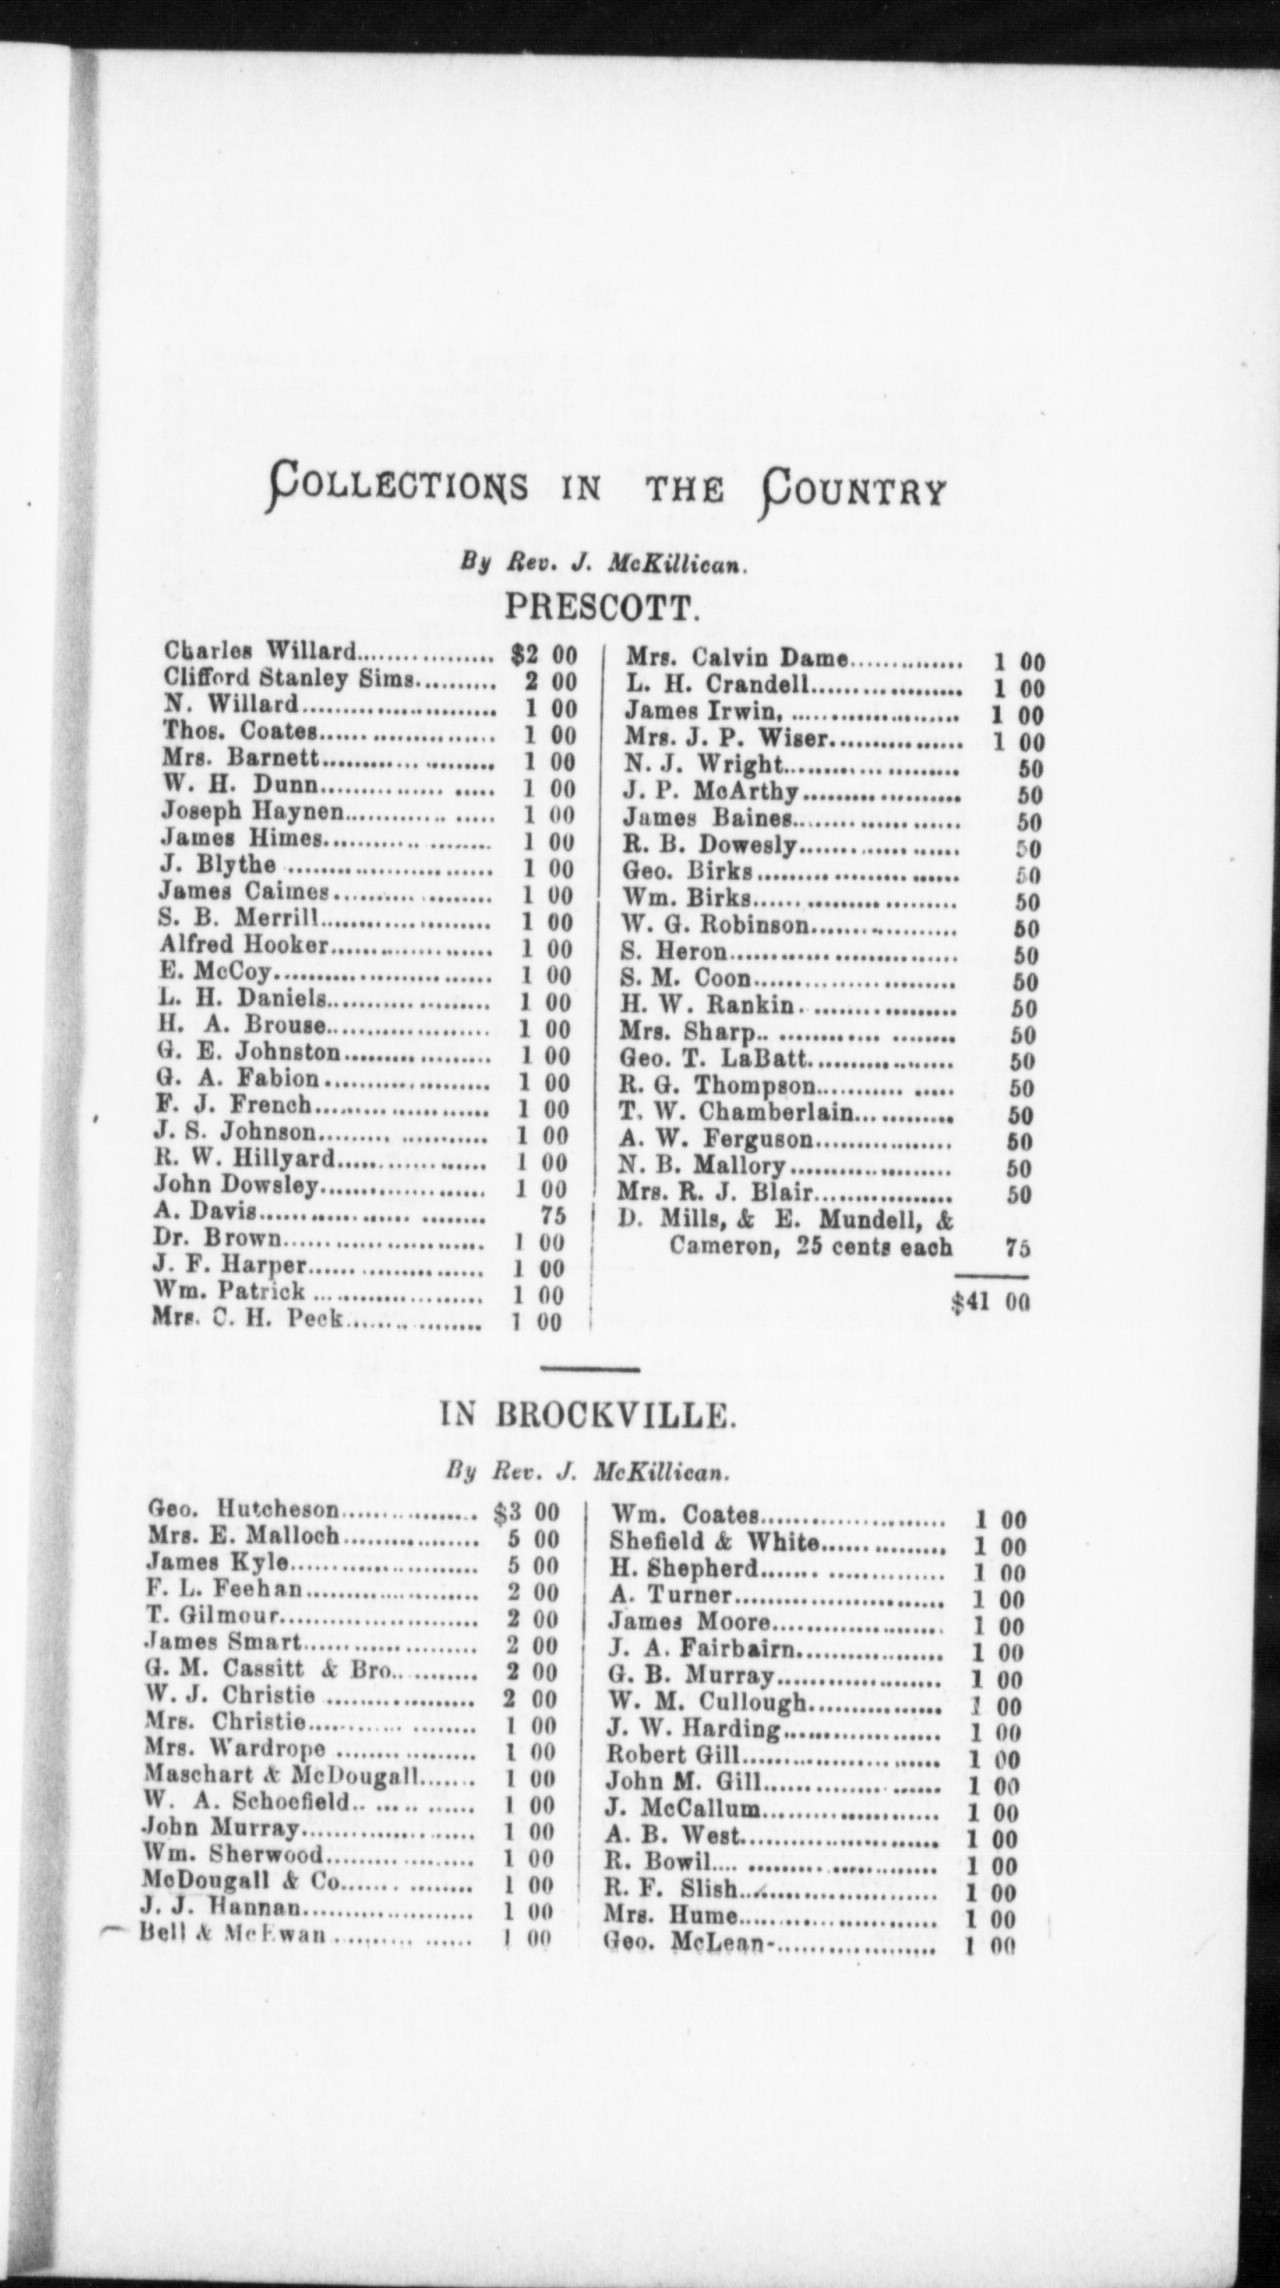 COLLECTIONS IN THE COUNTRY
By Rev. J. McKillican.
PRESCOTT.
Charles Willard................. $2 00
Clifford Stanley Sims.......... 2 00
N. Willard......................... 1 00
Thos. Coates...................... 1 00
Mrs. Barnett...................... 1 00
W. H. Dunn...................... 1 00
Joseph Haynen.................. 1 00
James Himes..................... 1 00
J. Blythe .......................... 1 00
James Caimes.................... 1 00
S. B. Merrill...................... 1 00
Alfred Hooker.................... 1 00
E. McCoy........................... 1 00
L. H. Daniels.................... 1 00
H. A. Brouse.................... 1 00
G. E. Johnston.................. 1 00
G. A. Fabion..................... 1 00
F. J. French...................... 1 00
J. S. Johnson..................... 1 00
R. W. Hillyard................... 1 00
John Dowsley..................... 1 00
A. Davis............................ 75
Dr. Brown......................... 1 00
J. F. Harper...................... 1 00
Wm. Patrick ..................... 1 00
Mrs. C. H. Peck................. 1 00
Mrs. Calvin Dame.............. 1 00
L. H. Crandell................... 1 00
James Irwin, ..................... 1 00
Mrs. J. P. Wiser................. 1 00
N. J. Wright...................... 50
J. P. McArthy.................... 50
James Baines..................... 50
R. B. Dowesly.................... 50
Geo. Birks......................... 50
Wm. Birks......................... 50
W. G. Robinson.................. 50
S. Heron............................ 50
S. M. Coon......................... 50
H. W. Rankin.................... 50
Mrs. Sharp.. ..................... 50
Geo. T. LaBatt.................. 50
R. G. Thompson................. 50
T. W. Chamberlain............. 50
A. W. Ferguson................. 50
N. B. Mallory.................... 50
Mrs. R. J. Blair................. 50
D. Mills, & E. Mundell, &
Cameron, 25 cents each 75
$41 00
IN BROCKVILLE.
By Rev. J. McKillican.
Geo. Hutcheson................. $3 00
Mrs. E. Malloch................. 5 00
James Kyle........................ 5 00
F. L. Feehan...................... 2 00
T. Gilmour......................... 2 00
James Smart...................... 2 00
G. M. Cassitt & Bro........... 2 00
W. J. Christie ................... 2 00
Mrs. Christie..................... 1 00
Mrs. Wardrope .................. 1 00
Maschart & McDougall....... 1 00
W. A. Schoefield.. ............ 1 00
John Murray...................... 1 00
Wm. Sherwood................... 1 00
McDougall & Co................. 1 00
J. J. Hannan..................... 1 00
Bell & McEwan .................. 1 00
Wm. Coates....................... 1 00
Shefield & White................ 1 00
H. Shepherd....................... 1 00
A. Turner.......................... 1 00
James Moore..................... 1 00
J. A. Fairbairn.................. 1 00
G. B. Murray..................... 1 00
W. M. Cullough................. 1 00
J. W. Harding.................... 1 00
Robert Gill......................... 1 00
John M. Gill...................... 1 00
J. McCallum...................... 1 00
A. B. West......................... 1 00
R. Bowil.... ....................... 1 00
R. F. Slish........................ 1 00
Mrs. Hume......................... 1 00
Geo. McLean-.................... 1 00